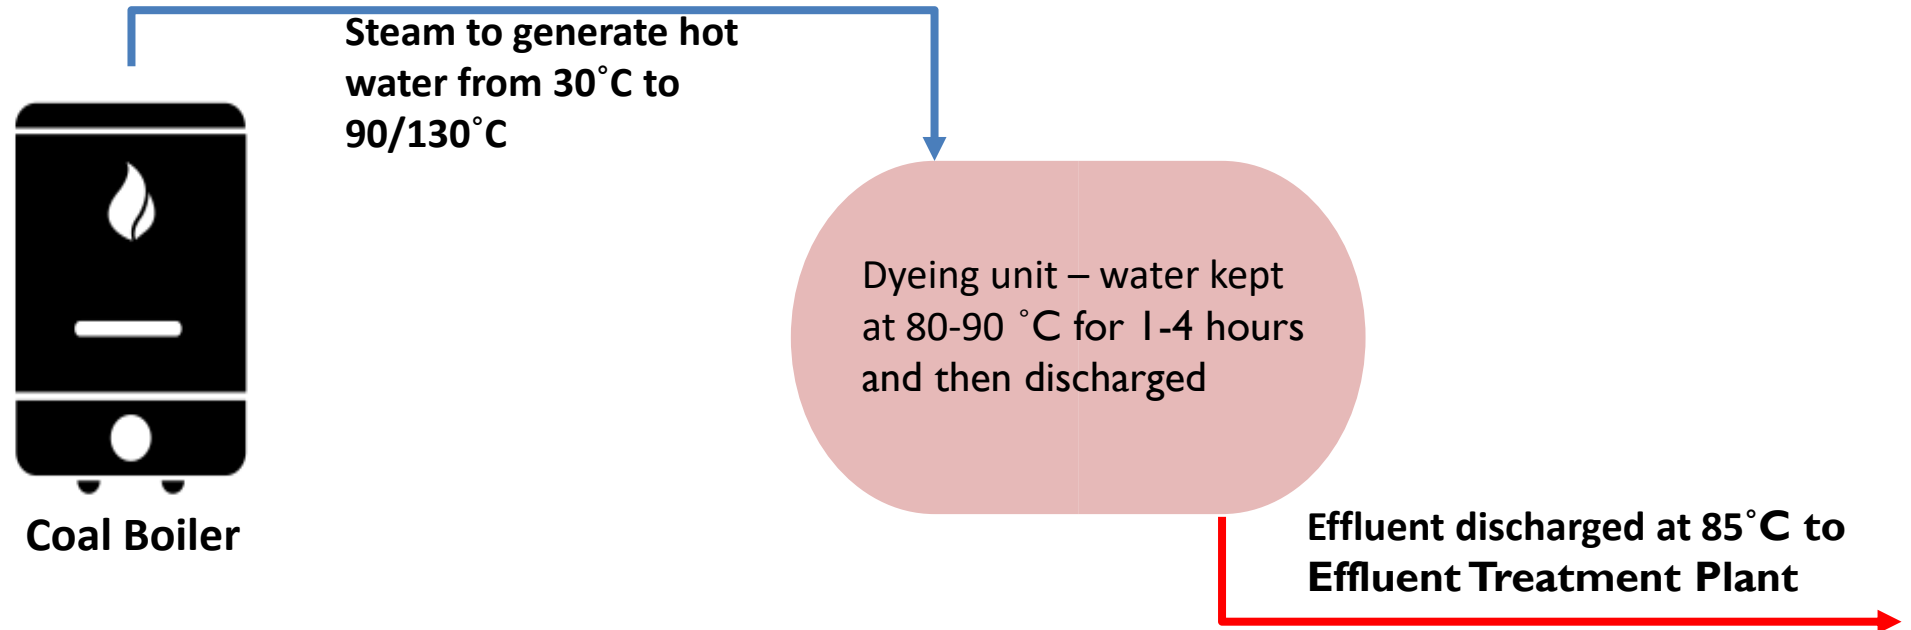 Steam to generate hot
water from 30˚C to
90/130˚C
Dyeing unit – water kept
at 80-90 ˚C for 1-4 hours
and then discharged
Coal Boiler
Effluent discharged at 85˚C to
Effluent Treatment Plant